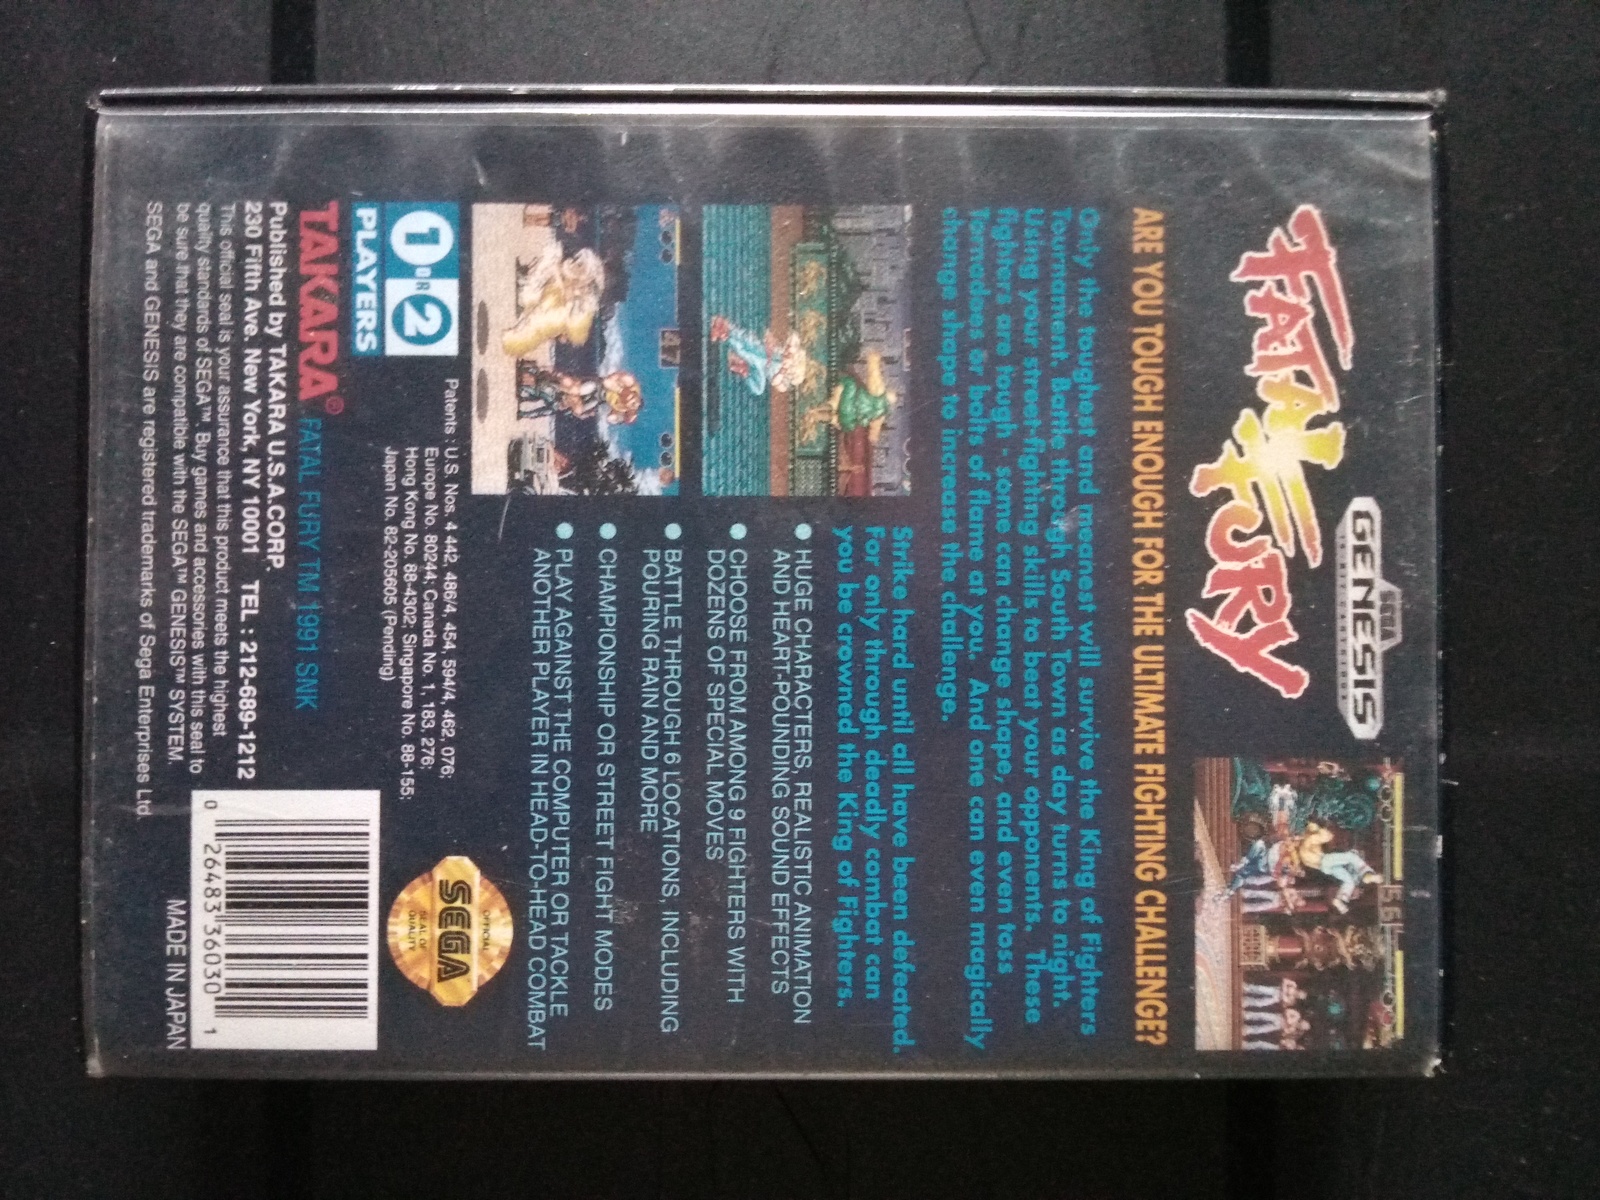 SEGA
GENESIS
FATAL FURY
ARE YOU TOUGH ENOUGH FOR THE ULTIMATE FIGHTING CHALLENGE?
Only the toughest and meanest will survive the King of Fighters
Tournament. Battle through South Town as day turns to night.
Using your street-fighting skills to beat your opponents. These
fighters are tough - some can change shape, and even toss
Tornadoes or bolts of flame at you. And one can even magically
change shape to increase the challenge.
Strike hard until all have been defeated.
For only through deadly combat can
you be crowned the King of Fighters.
● HUGE CHARACTERS, REALISTIC ANIMATION
AND HEART-POUNDING SOUND EFFECTS
● CHOOSE FROM AMONG 9 FIGHTERS WITH
DOZENS OF SPECIAL MOVES
● BATTLE THROUGH 6 LOCATIONS, INCLUDING
POURING RAIN AND MORE
● CHAMPIONSHIP OR STREET FIGHT MODES
● PLAY AGAINST THE COMPUTER OR TACKLE
ANOTHER PLAYER IN HEAD-TO-HEAD COMBAT
47
1 OR 2
PLAYERS
Patents : U.S. Nos. 4,442, 486/4, 454, 594/4, 462, 076;
Europe No. 80244; Canada No. 1, 183, 276;
Hong Kong No. 88-4302; Singapore No. 88-155;
Japan No. 82-205605 (Pending)
OFFICIAL
SEGA
SEAL OF
QUALITY
TAKARA® FATAL FURY TM 1991 SNK
Published by TAKARA U.S.A.CORP.
230 Fifth Ave. New York, NY 10001 TEL : 212-689-1212
This official seal is your assurance that this product meets the highest
quality standards of SEGA™. Buy games and accessories with this seal to
be sure that they are compatible with the SEGA™ GENESIS™ SYSTEM.
SEGA and GENESIS are registered trademarks of Sega Enterprises Ltd.
0 26483 36030 1
MADE IN JAPAN